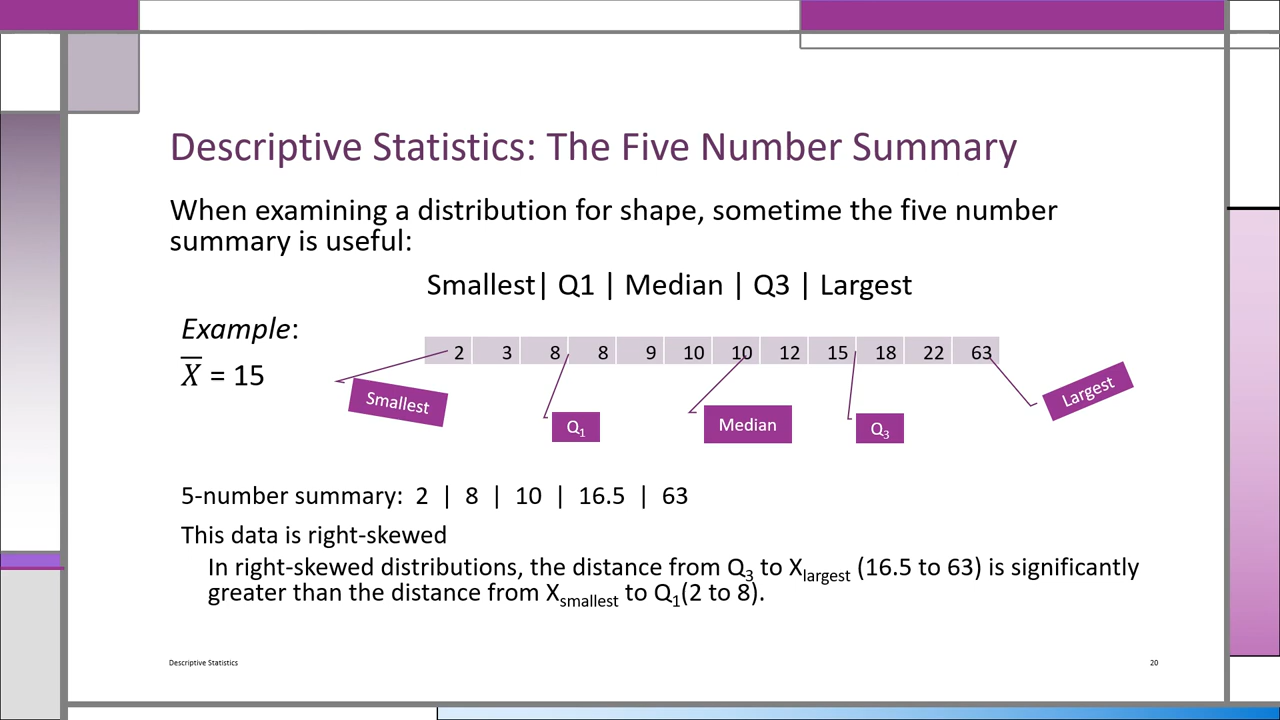 Descriptive Statistics: The Five Number Summary
When examining a distribution for shape, sometime the five number
summary is useful:
Smallest| Q1 | Median | Q3 | Largest
Example:
X̅ = 15
2 3 8 8 9 10 10 12 15 18 22 63
Smallest
Q₁
Median
Q₃
Largest
5-number summary: 2 | 8 | 10 | 16.5 | 63
This data is right-skewed
In right-skewed distributions, the distance from Q₃ to Xlargest (16.5 to 63) is significantly
greater than the distance from Xsmallest to Q₁(2 to 8).
Descriptive Statistics
20